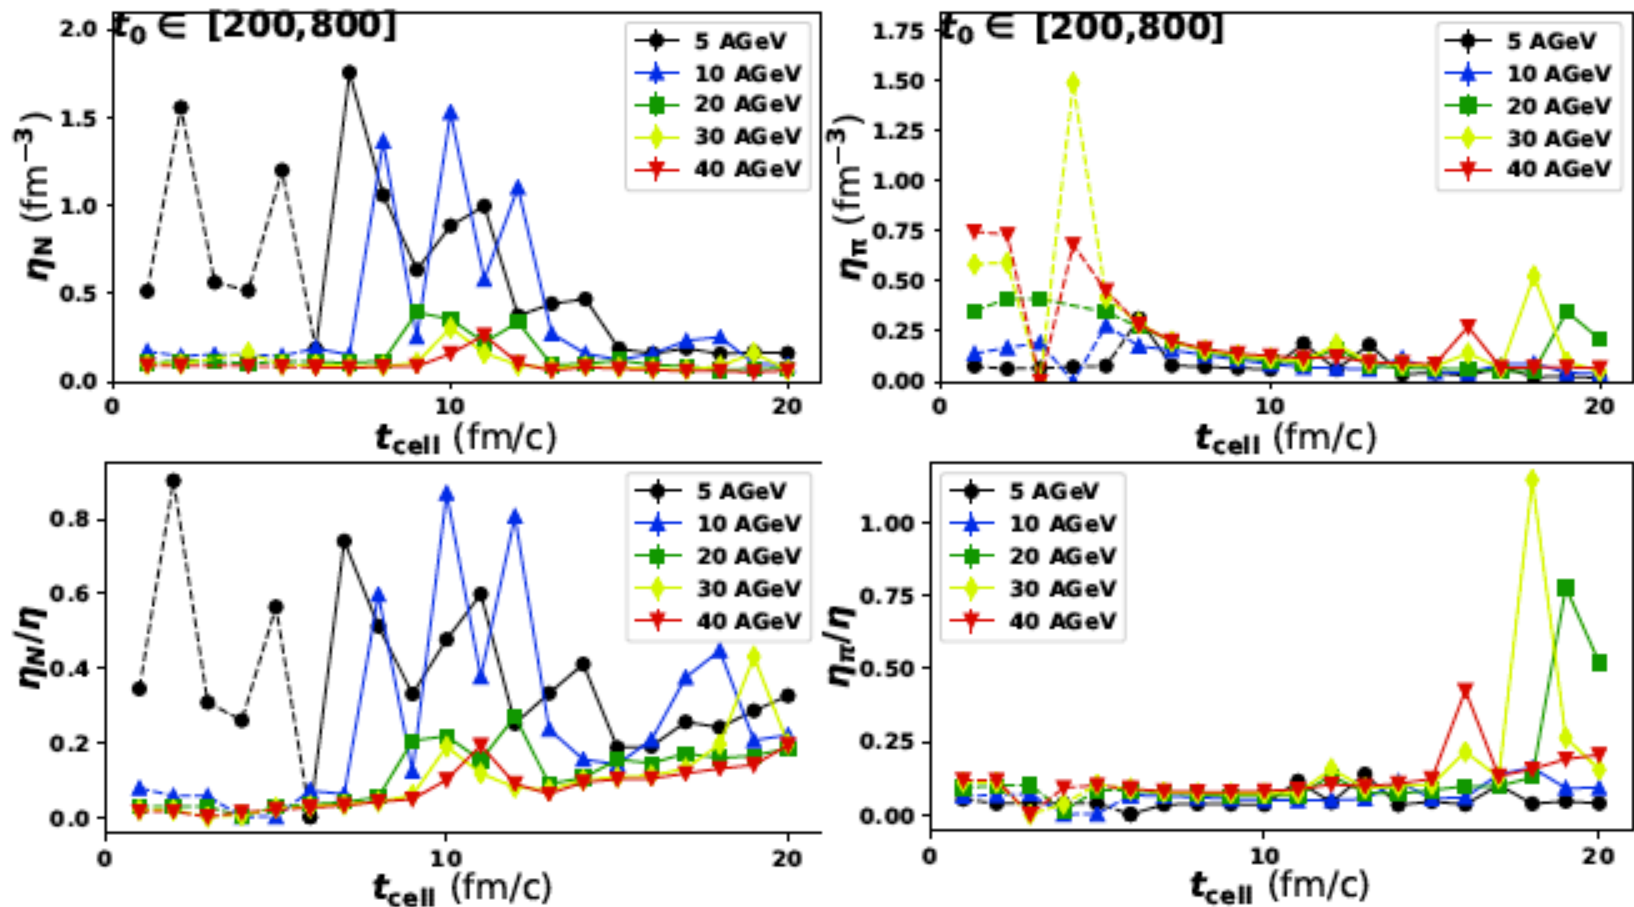 t₀ ∈ [200,800]
2.0
1.5
1.0
0.5
0.0
η_N (fm⁻³)
5 AGeV
10 AGeV
20 AGeV
30 AGeV
40 AGeV
0 10 20
t_cell (fm/c)
t₀ ∈ [200,800]
1.75
1.50
1.25
1.00
0.75
0.50
0.25
0.00
η_π (fm⁻³)
5 AGeV
10 AGeV
20 AGeV
30 AGeV
40 AGeV
0 10 20
t_cell (fm/c)
0.8
0.6
0.4
0.2
0.0
η_N/η
5 AGeV
10 AGeV
20 AGeV
30 AGeV
40 AGeV
0 10 20
t_cell (fm/c)
1.00
0.75
0.50
0.25
0.00
η_π/η
5 AGeV
10 AGeV
20 AGeV
30 AGeV
40 AGeV
0 10 20
t_cell (fm/c)